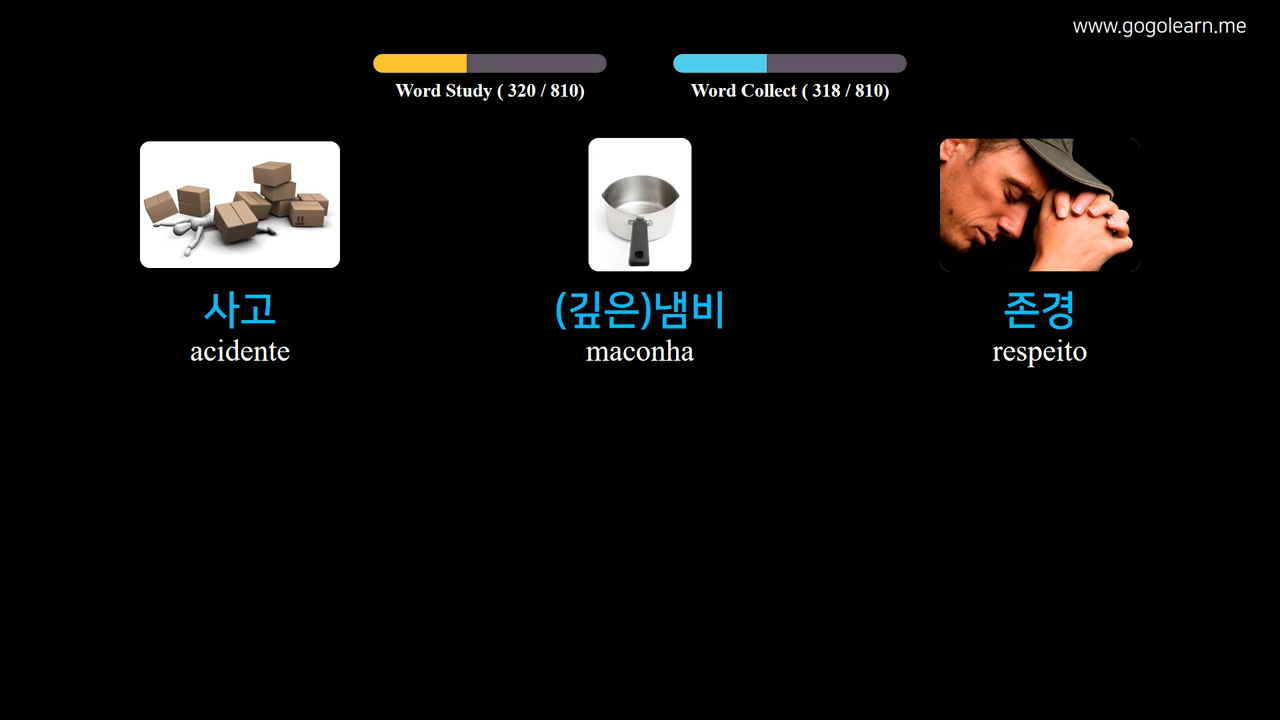 www.gogolearn.me
Word Study ( 320 / 810)
Word Collect ( 318 / 810)
사고
acidente
(깊은)냄비
maconha
존경
respeito